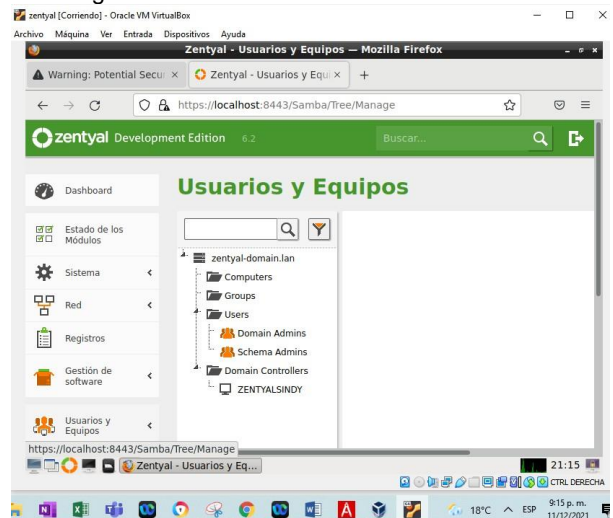 zentyal [Corriendo] - Oracle VM VirtualBox
Archivo Máquina Ver Entrada Dispositivos Ayuda
Zentyal - Usuarios y Equipos — Mozilla Firefox
Warning: Potential Secur
Zentyal - Usuarios y Equi
https://localhost:8443/Samba/Tree/Manage
zentyal Development Edition 6.2
Buscar...
Dashboard
Usuarios y Equipos
Estado de los
Módulos
Sistema
Red
Registros
Gestión de
software
Usuarios y
Equipos
zentyal-domain.lan
Computers
Groups
Users
Domain Admins
Schema Admins
Domain Controllers
ZENTYALSINDY
https://localhost:8443/Samba/Tree/Manage
Zentyal - Usuarios y Eq...
21:15
CTRL DERECHA
18°C ESP 9:15 p. m.
11/12/2021